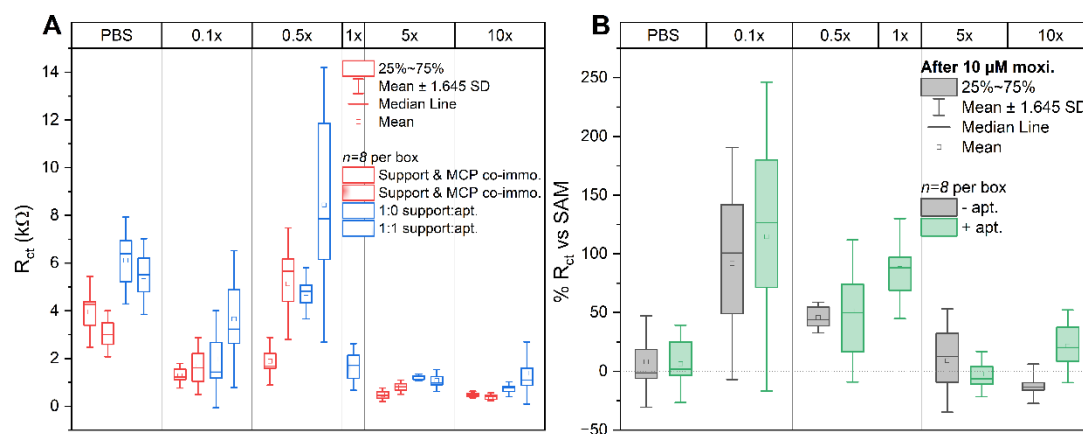 A
PBS 0.1x 0.5x 1x 5x 10x
14
12
10
8
6
4
2
0
R_ct (kΩ)
25%~75%
Mean ± 1.645 SD
Median Line
Mean
n=8 per box
Support & MCP co-immo.
Support & MCP co-immo.
1:0 support:apt.
1:1 support:apt.
B
PBS 0.1x 0.5x 1x 5x 10x
250
200
150
100
50
0
−50
% R_ct vs SAM
After 10 µM moxi.
25%~75%
Mean ± 1.645 SD
Median Line
Mean
n=8 per box
- apt.
+ apt.